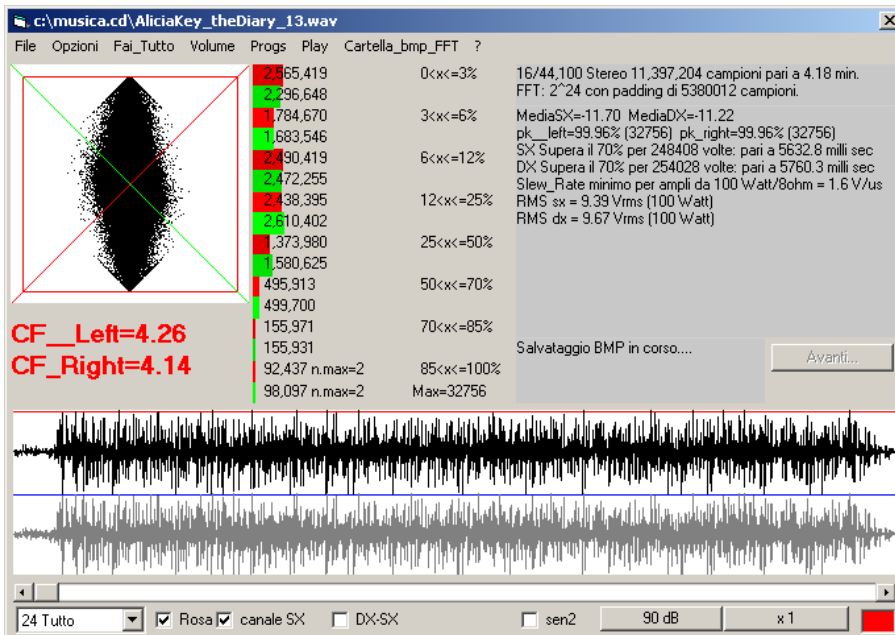 c:\musica.cd\AliciaKey_theDiary_13.wav
File Opzioni Fai_Tutto Volume Progs Play Cartella_bmp_FFT ?
2,565,419 0<x<=3%
2,296,648
1,784,670 3<x<=6%
1,683,546
2,490,419 6<x<=12%
2,472,255
2,438,395 12<x<=25%
2,610,402
1,373,980 25<x<=50%
1,580,625
495,913 50<x<=70%
499,700
155,971 70<x<=85%
155,931
92,437 n.max=2 85<x<=100%
98,097 n.max=2 Max=32756
CF__Left=4.26
CF_Right=4.14
16/44,100 Stereo 11,397,204 campioni pari a 4.18 min.
FFT: 2^24 con padding di 5380012 campioni.
MediaSX=-11.70 MediaDX=-11.22
pk__left=99.96% (32756) pk_right=99.96% (32756)
SX Supera il 70% per 248408 volte: pari a 5632.8 milli sec
DX Supera il 70% per 254028 volte: pari a 5760.3 milli sec
Slew_Rate minimo per ampli da 100 Watt/8ohm = 1.6 V/us
RMS sx = 9.39 Vrms (100 Watt)
RMS dx = 9.67 Vrms (100 Watt)
Salvataggio BMP in corso....
Avanti...
24 Tutto Rosa canale SX DX-SX sen2 90 dB x 1